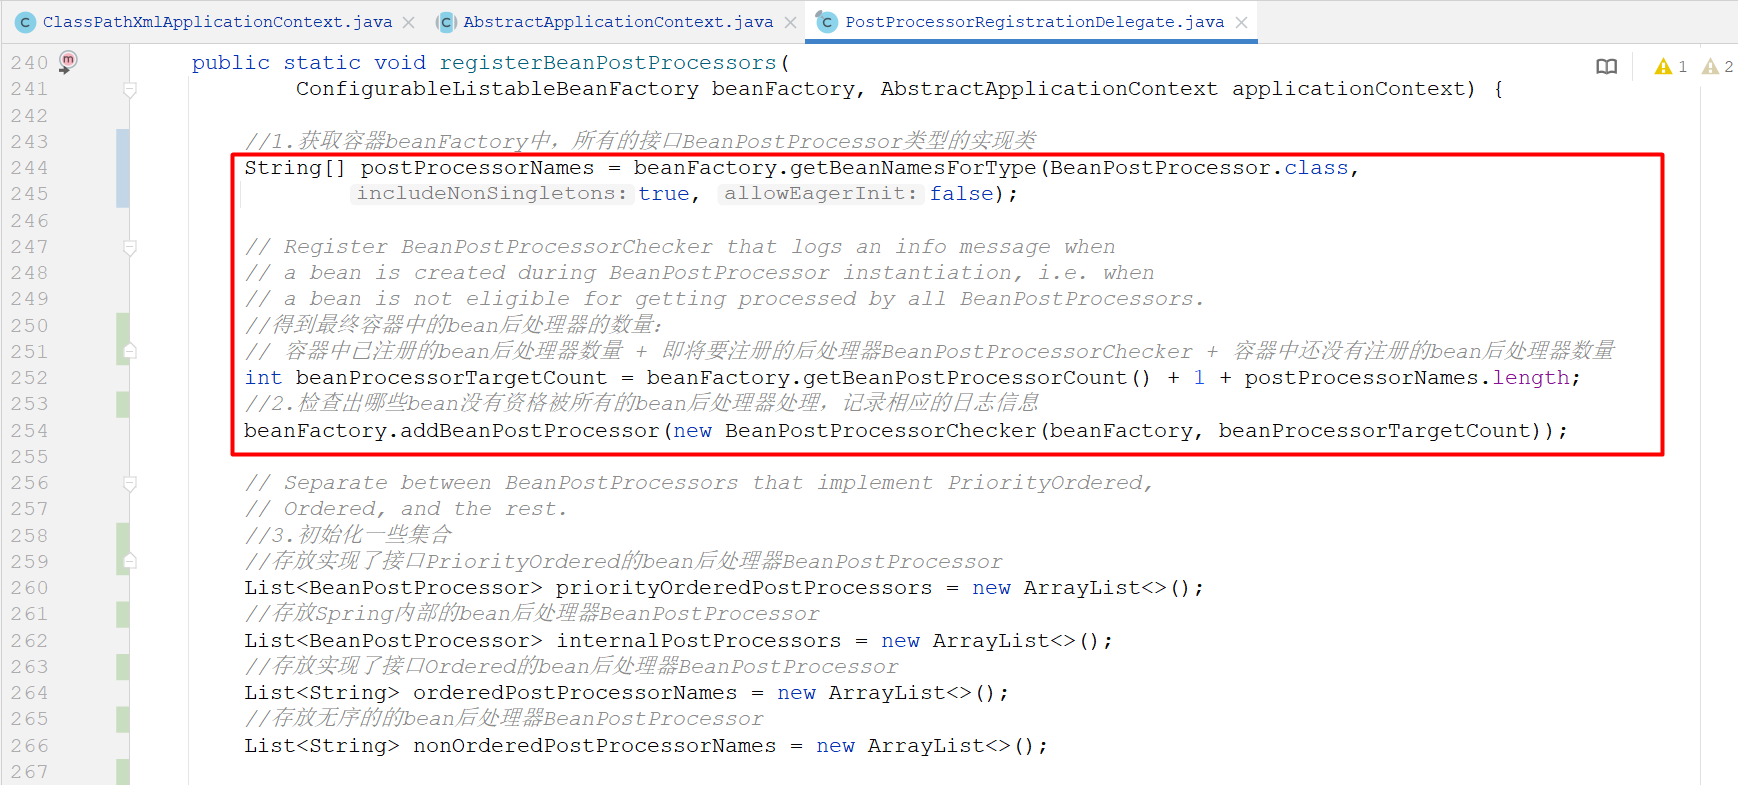 ClassPathXmlApplicationContext.java AbstractApplicationContext.java PostProcessorRegistrationDelegate.java
240 public static void registerBeanPostProcessors(
241 ConfigurableListableBeanFactory beanFactory, AbstractApplicationContext applicationContext) {
1 2
242
243 //1.获取容器beanFactory中，所有的接口BeanPostProcessor类型的实现类
244 String[] postProcessorNames = beanFactory.getBeanNamesForType(BeanPostProcessor.class,
245 includeNonSingletons: true, allowEagerInit: false);
246
247 // Register BeanPostProcessorChecker that logs an info message when
248 // a bean is created during BeanPostProcessor instantiation, i.e. when
249 // a bean is not eligible for getting processed by all BeanPostProcessors.
250 //得到最终容器中的bean后处理器的数量：
251 // 容器中已注册的bean后处理器数量 + 即将要注册的后处理器BeanPostProcessorChecker + 容器中还没有注册的bean后处理器数量
252 int beanProcessorTargetCount = beanFactory.getBeanPostProcessorCount() + 1 + postProcessorNames.length;
253 //2.检查出哪些bean没有资格被所有的bean后处理器处理，记录相应的日志信息
254 beanFactory.addBeanPostProcessor(new BeanPostProcessorChecker(beanFactory, beanProcessorTargetCount));
255
256 // Separate between BeanPostProcessors that implement PriorityOrdered,
257 // Ordered, and the rest.
258 //3.初始化一些集合
259 //存放实现了接口PriorityOrdered的bean后处理器BeanPostProcessor
260 List<BeanPostProcessor> priorityOrderedPostProcessors = new ArrayList<>();
261 //存放Spring内部的bean后处理器BeanPostProcessor
262 List<BeanPostProcessor> internalPostProcessors = new ArrayList<>();
263 //存放实现了接口Ordered的bean后处理器BeanPostProcessor
264 List<String> orderedPostProcessorNames = new ArrayList<>();
265 //存放无序的的bean后处理器BeanPostProcessor
266 List<String> nonOrderedPostProcessorNames = new ArrayList<>();
267